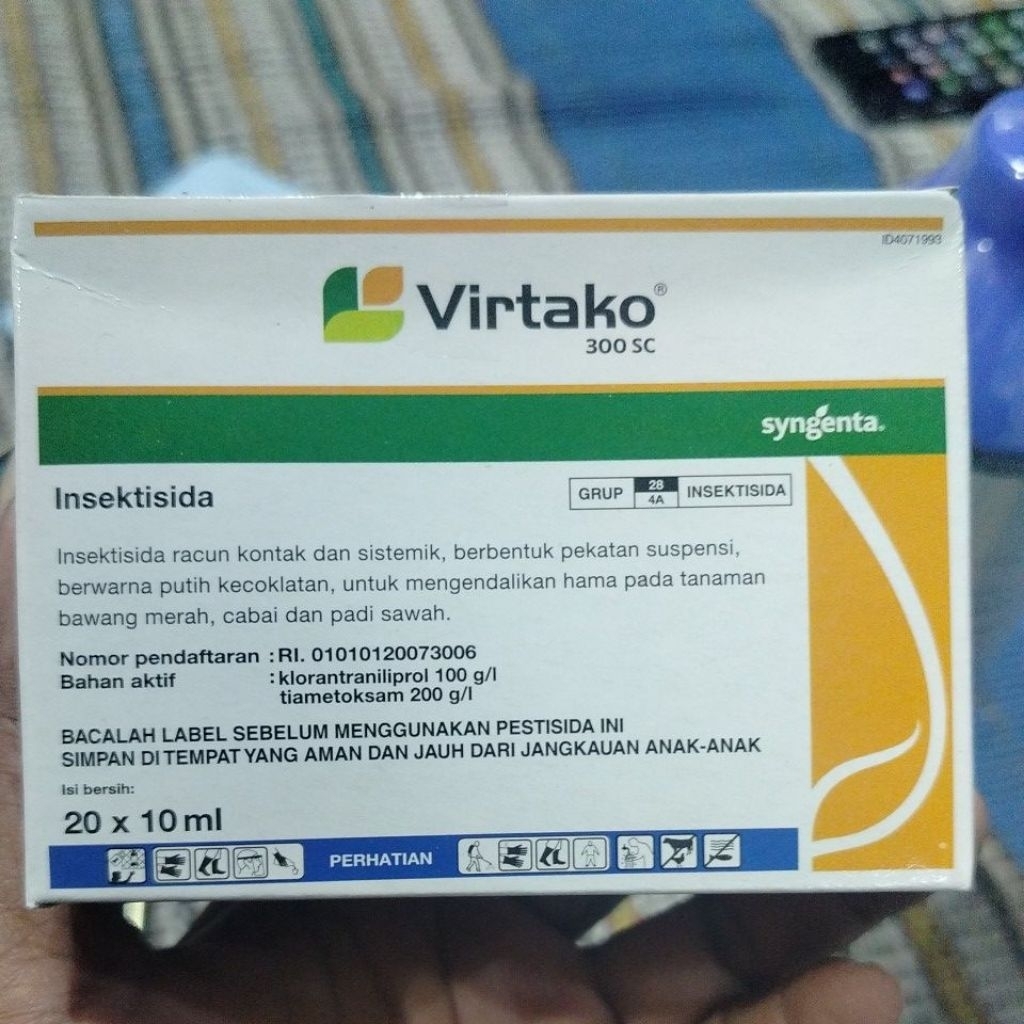 ID4071993
Virtako®
300 SC
syngenta®
Insektisida
GRUP 28 4A INSEKTISIDA
Insektisida racun kontak dan sistemik, berbentuk pekatan suspensi,
berwarna putih kecoklatan, untuk mengendalikan hama pada tanaman
bawang merah, cabai dan padi sawah.
Nomor pendaftaran : RI. 01010120073006
Bahan aktif : klorantraniliprol 100 g/l
tiametoksam 200 g/l
BACALAH LABEL SEBELUM MENGGUNAKAN PESTISIDA INI
SIMPAN DI TEMPAT YANG AMAN DAN JAUH DARI JANGKAUAN ANAK-ANAK
Isi bersih:
20 x 10 ml
PERHATIAN